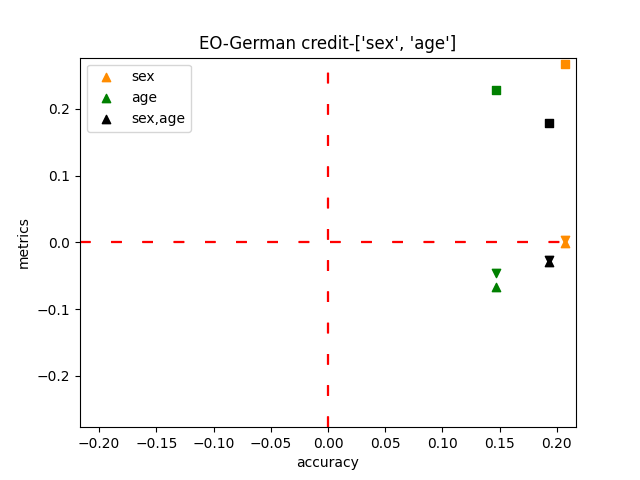 EO-German credit-['sex', 'age']
sex
age
sex,age
metrics
0.2
0.1
0.0
−0.1
−0.2
−0.20 −0.15 −0.10 −0.05 0.00 0.05 0.10 0.15 0.20
accuracy